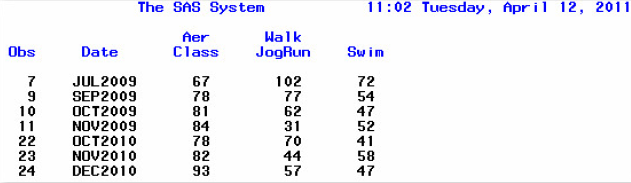 The SAS System 11:02 Tuesday, April 12, 2011
Aer Walk
Obs Date Class JogRun Swim
7 JUL2009 67 102 72
9 SEP2009 78 77 54
10 OCT2009 81 62 47
11 NOV2009 84 31 52
22 OCT2010 78 70 41
23 NOV2010 82 44 58
24 DEC2010 93 57 47